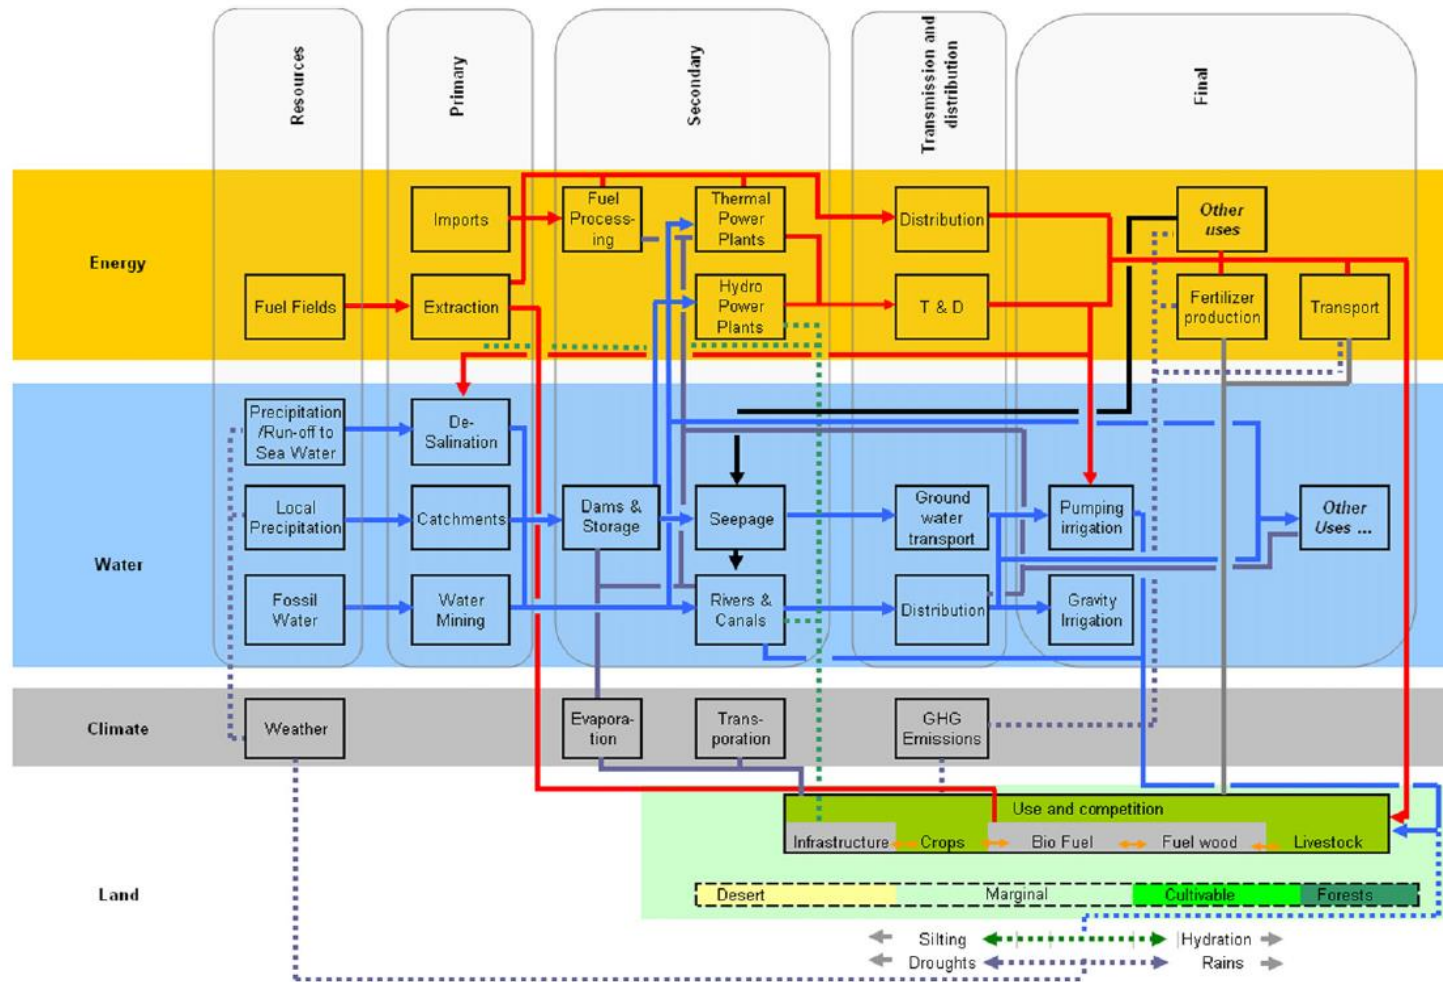 Resources
Primary
Secondary
Transmission and
distribution
Final
Energy
Imports
Fuel
Process-
ing
Thermal
Power
Plants
Distribution
Other
uses
Fuel Fields
Extraction
Hydro
Power
Plants
T & D
Fertilizer
production
Transport
Water
Precipitation
/Run-off to
Sea Water
De-
Salination
Local
Precipitation
Catchments
Dams &
Storage
Seepage
Ground
water
transport
Pumping
irrigation
Other
Uses ...
Fossil
Water
Water
Mining
Rivers &
Canals
Distribution
Gravity
Irrigation
Climate
Weather
Evapora-
tion
Trans-
poration
GHG
Emissions
Land
Use and competition
Infrastructure
Crops
Bio Fuel
Fuel wood
Livestock
Desert
Marginal
Cultivable
Forests
Silting
Hydration
Droughts
Rains